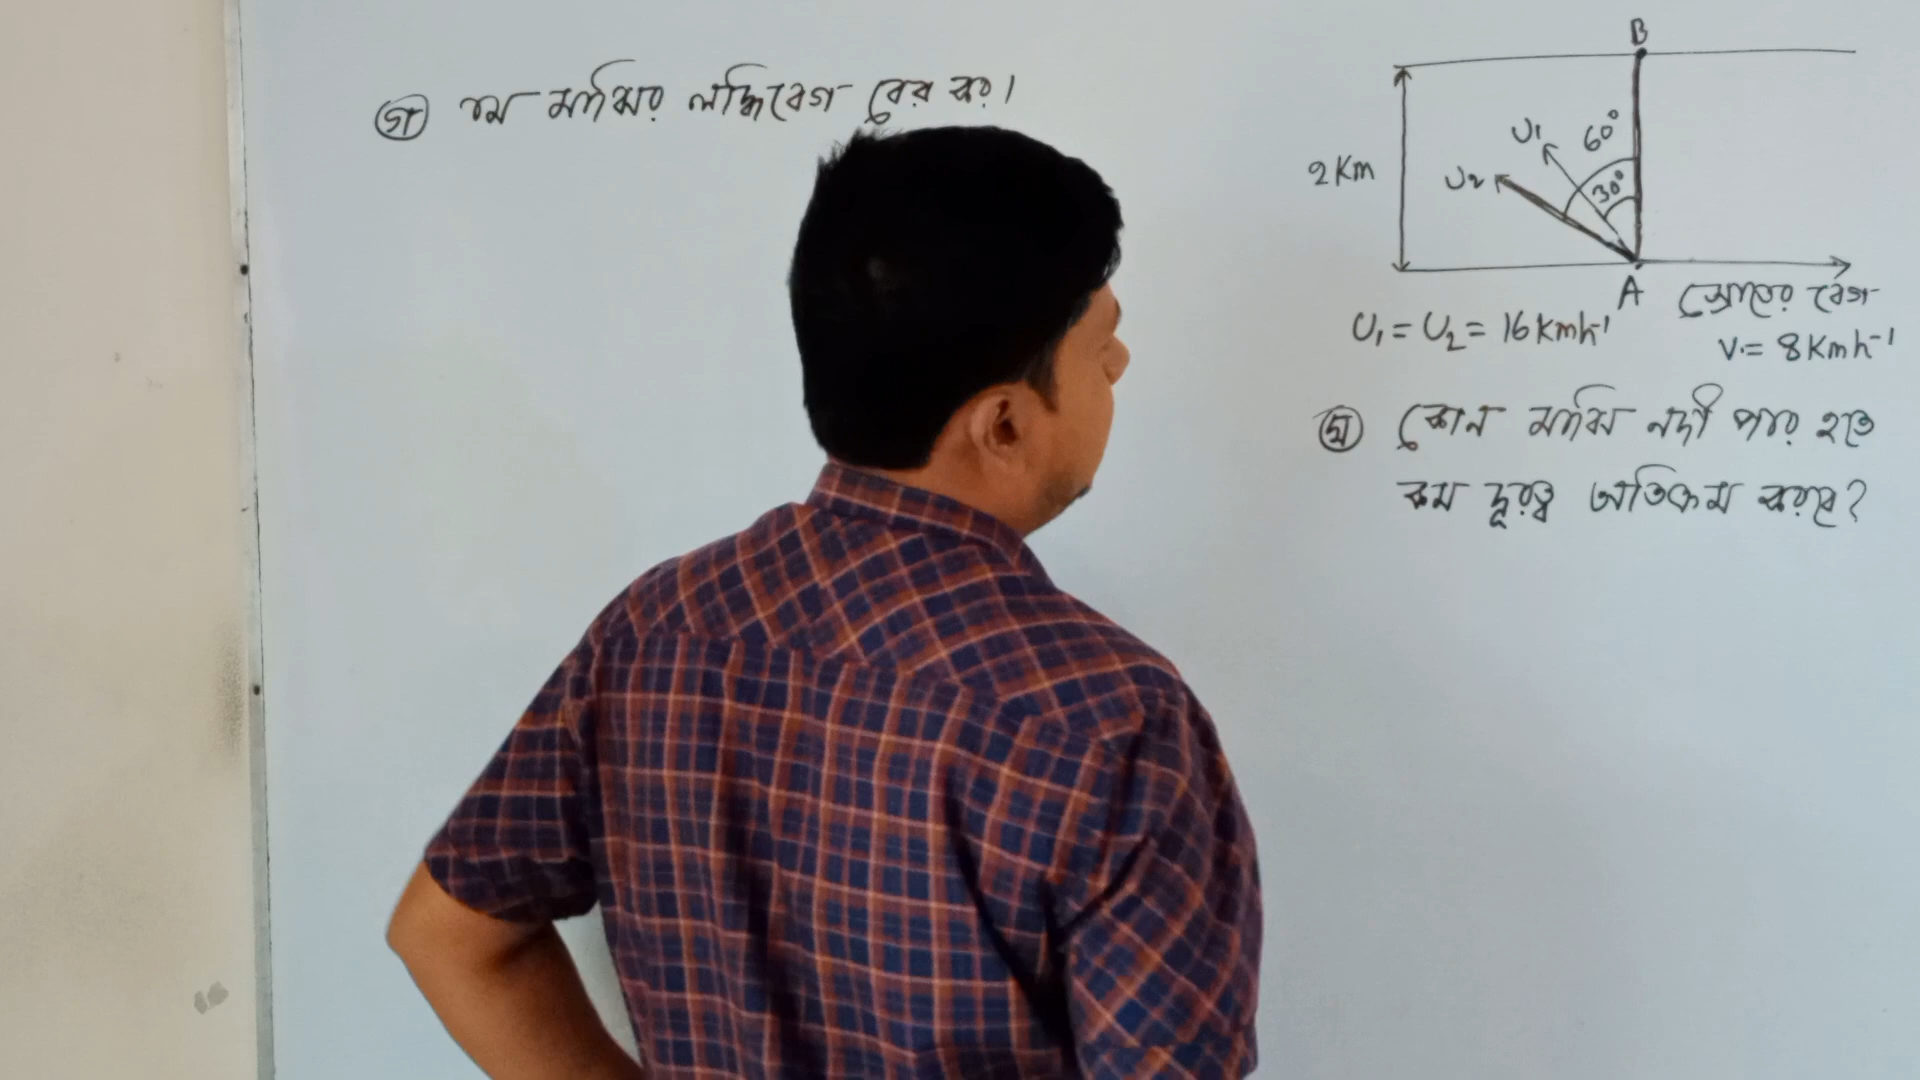 গ ১ম মাঝির লব্ধিবেগ বের কর।
B
2 Km
U1
60°
U2
30°
A
স্রোতের বেগ
U₁ = U₂ = 16 Kmh⁻¹
V = 8 Kmh⁻¹
ঘ কোন মাঝি নদী পার হতে
কম দূরত্ব অতিক্রম করবে?